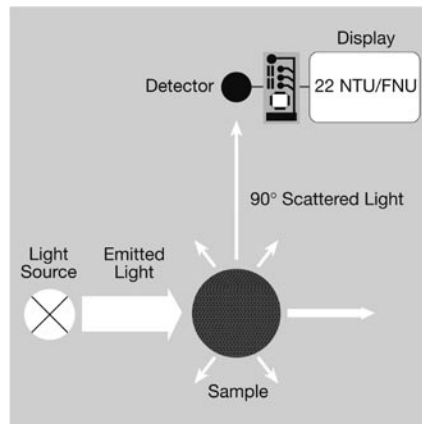 Display
Detector
22 NTU/FNU
90° Scattered Light
Light
Source
Emitted
Light
Sample